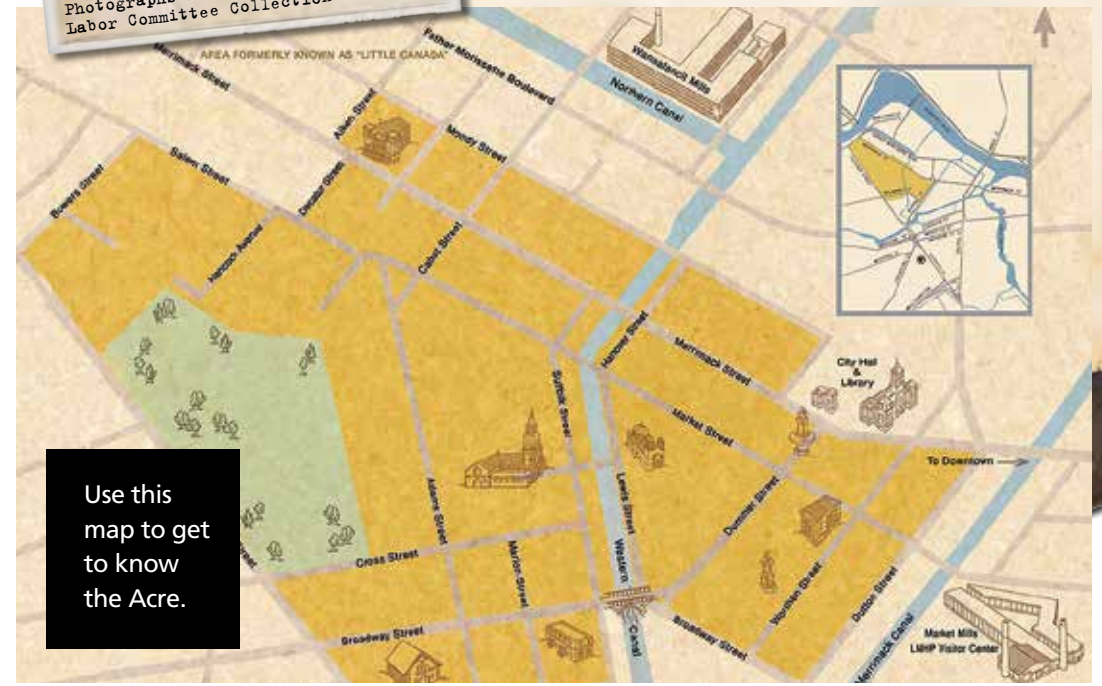 Photographs
Labor Committee Collection
AREA FORMERLY KNOWN AS "LITTLE CANADA"
Merrimack Street
Father Morissette Boulevard
Wannalancit Mills
Northern Canal
Aiken Street
Moody Street
Salem Street
Bowers Street
Decatur Street
Hancock Avenue
Cabot Street
Hanover Street
Merrimack Street
City Hall
&
Library
Suffolk Street
Market Street
To Downtown
Use this
map to get
to know
the Acre.
Adams Street
Lewis Street
Dummer Street
Cross Street
Marion Street
Western
Canal
Worthen Street
Dutton Street
Broadway Street
Broadway Street
Merrimack Canal
Market Mills
LNHP Visitor Center